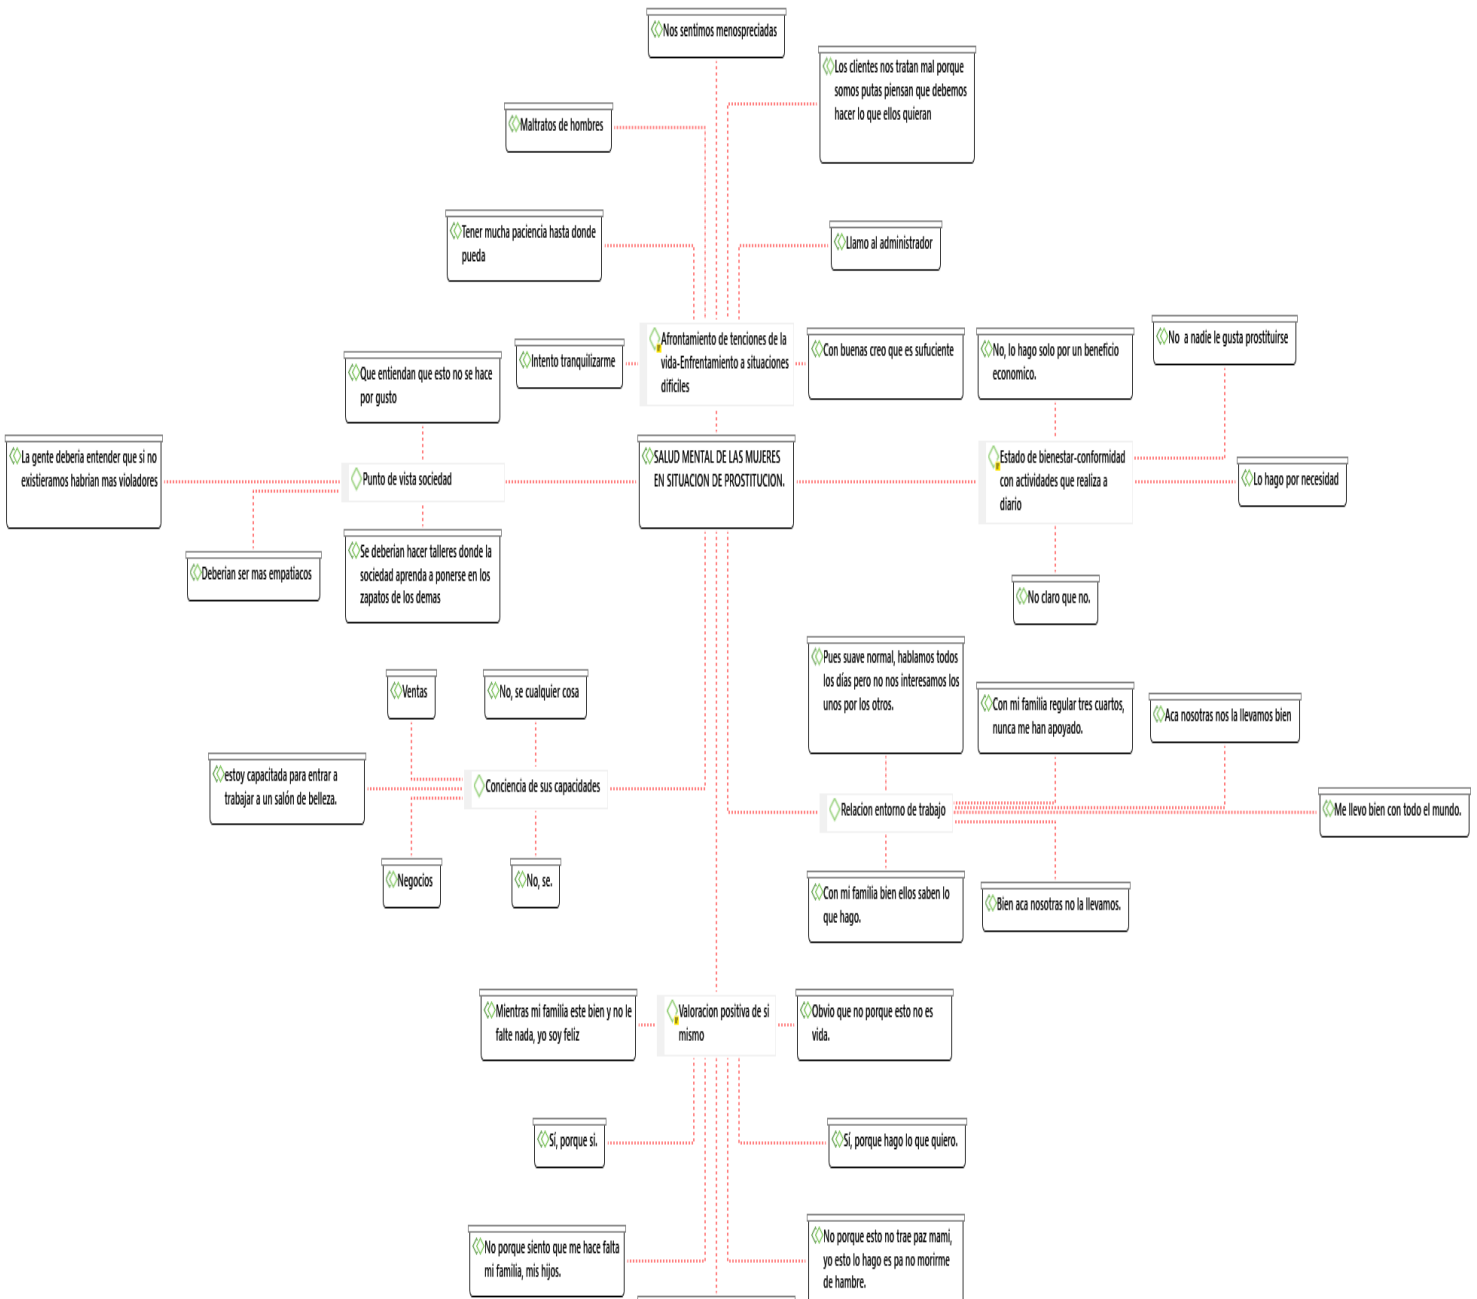 Nos sentimos menospreciadas
Los clientes nos tratan mal porque
somos putas piensan que debemos
hacer lo que ellos quieran
Maltratos de hombres
Tener mucha paciencia hasta donde
pueda
Llamo al administrador
Afrontamiento de tenciones de la
vida-Enfrentamiento a situaciones
dificiles
Intento tranquilizarme
Con buenas creo que es sufuciente
No, lo hago solo por un beneficio
economico.
No  a nadie le gusta prostituirse
Que entiendan que esto no se hace
por gusto
La gente deberia entender que si no
existieramos habrian mas violadores
Punto de vista sociedad
SALUD MENTAL DE LAS MUJERES
EN SITUACION DE PROSTITUCION.
Estado de bienestar-conformidad
con actividades que realiza a
diario
Lo hago por necesidad
Deberian ser mas empatiacos
Se deberian hacer talleres donde la
sociedad aprenda a ponerse en los
zapatos de los demas
No claro que no.
Pues suave normal, hablamos todos
los días pero no nos interesamos los
unos por los otros.
Ventas
No, se cualquier cosa
Con mi familia regular tres cuartos,
nunca me han apoyado.
Aca nosotras nos la llevamos bien
estoy capacitada para entrar a
trabajar a un salón de belleza.
Conciencia de sus capacidades
Relacion entorno de trabajo
Me llevo bien con todo el mundo.
Negocios
No, se.
Con mi familia bien ellos saben lo
que hago.
Bien aca nosotras no la llevamos.
Mientras mi familia este bien y no le
falte nada, yo soy feliz
Valoracion positiva de si
mismo
Obvio que no porque esto no es
vida.
Sí, porque si.
Sí, porque hago lo que quiero.
No porque siento que me hace falta
mi familia, mis hijos.
No porque esto no trae paz mami,
yo esto lo hago es pa no morirme
de hambre.